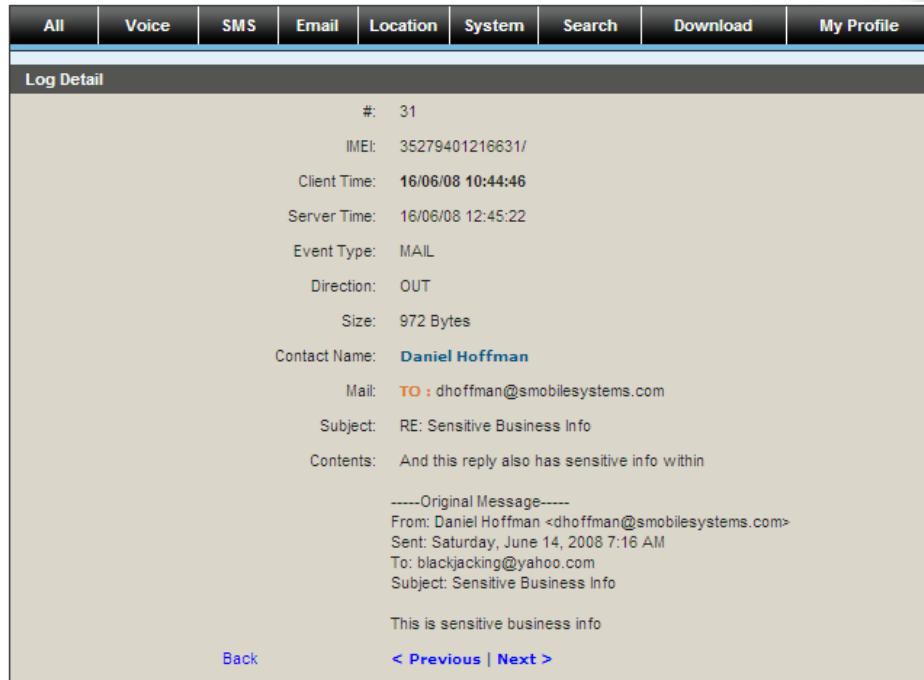 All Voice SMS Email Location System Search Download My Profile
Log Detail
#: 31
IMEI: 35279401216631/
Client Time: 16/06/08 10:44:46
Server Time: 16/06/08 12:45:22
Event Type: MAIL
Direction: OUT
Size: 972 Bytes
Contact Name: Daniel Hoffman
Mail: TO : dhoffman@smobilesystems.com
Subject: RE: Sensitive Business Info
Contents: And this reply also has sensitive info within
-----Original Message-----
From: Daniel Hoffman <dhoffman@smobilesystems.com>
Sent: Saturday, June 14, 2008 7:16 AM
To: blackjacking@yahoo.com
Subject: Sensitive Business Info
This is sensitive business info
Back < Previous | Next >